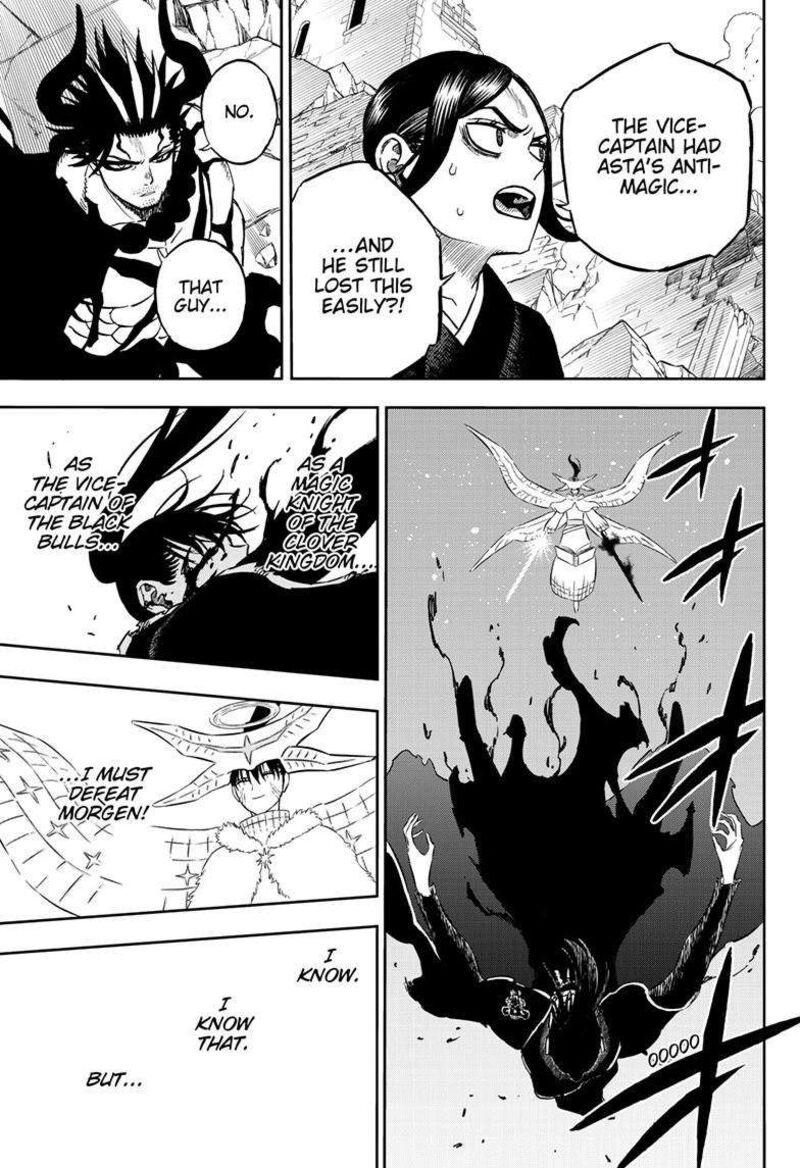 THE VICE-
CAPTAIN HAD
ASTA'S ANTI-
MAGIC...
...AND
HE STILL
LOST THIS
EASILY?!
NO.
THAT
GUY...
OOOOO
AS A
MAGIC
KNIGHT
OF THE
CLOVER
KINGDOM....
AS
THE VICE-
CAPTAIN OF
THE BLACK
BULLS...
...I MUST
DEFEAT
MORGEN!
I
KNOW.
I
KNOW
THAT.
BUT...